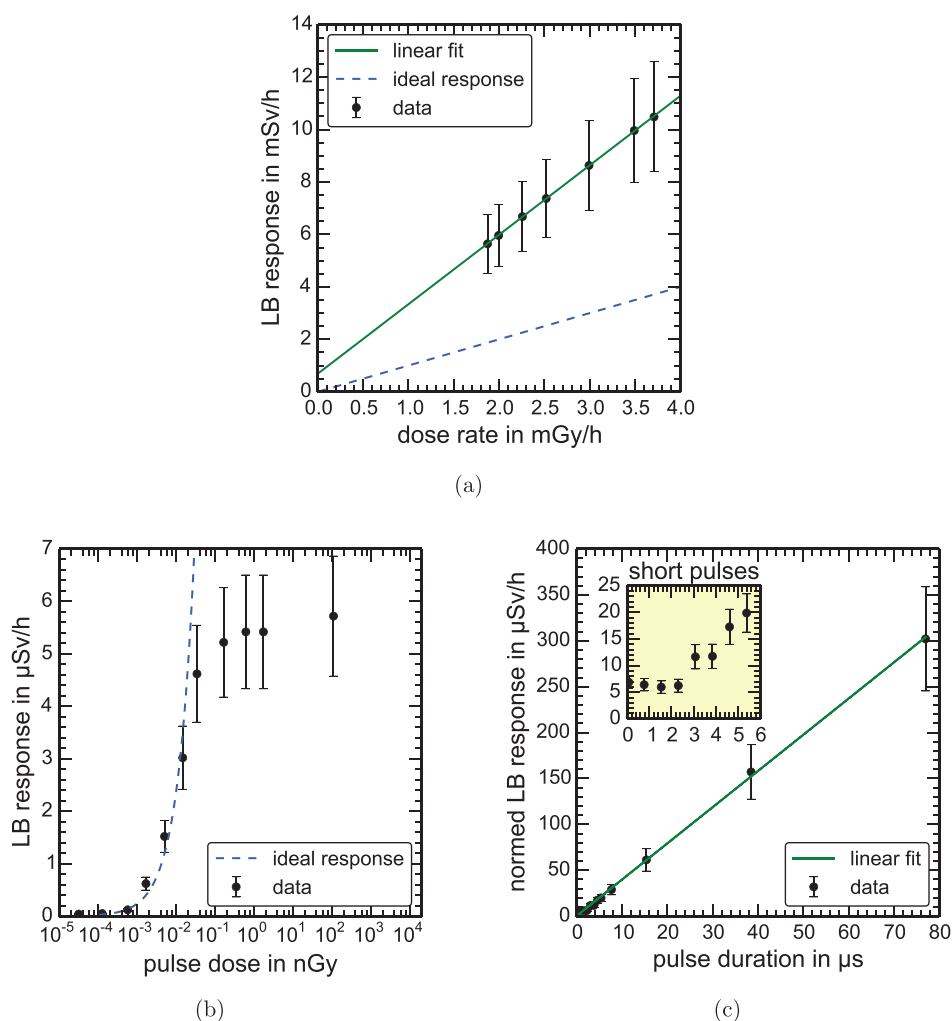 14
12
10
8
6
4
2
0
LB response in mSv/h
linear fit
ideal response
data
0.0 0.5 1.0 1.5 2.0 2.5 3.0 3.5 4.0
dose rate in mGy/h
(a)
7
6
5
4
3
2
1
0
LB response in µSv/h
ideal response
data
10⁻⁵ 10⁻⁴ 10⁻³ 10⁻² 10⁻¹ 10⁰ 10¹ 10² 10³ 10⁴
pulse dose in nGy
(b)
400
350
300
250
200
150
100
50
0
normed LB response in µSv/h
short pulses
25
20
15
10
5
0
0 1 2 3 4 5 6
linear fit
data
0 10 20 30 40 50 60 70 80
pulse duration in µs
(c)